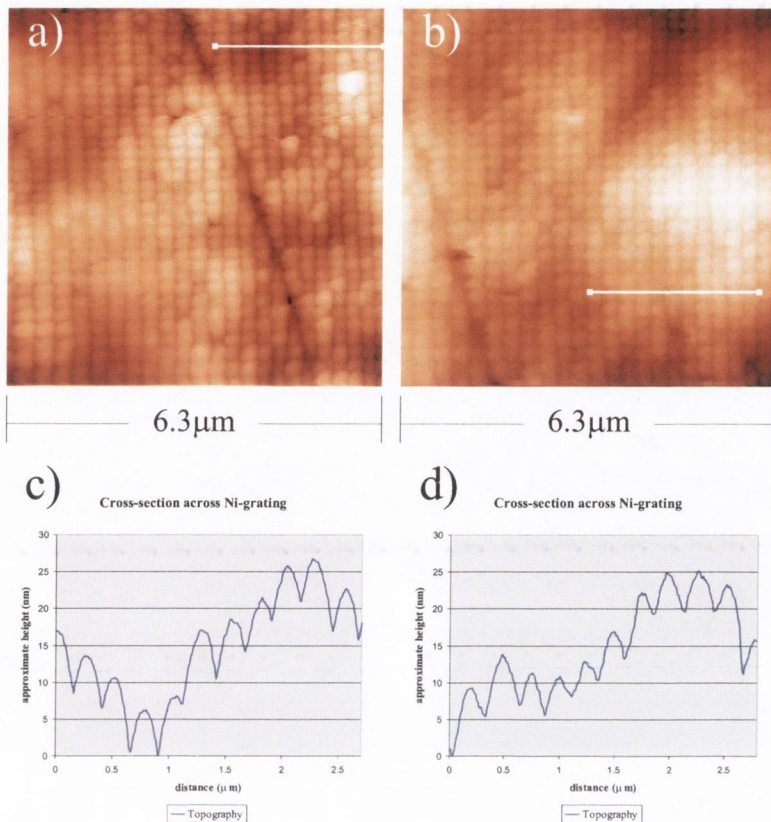 a)
b)
6.3μm
6.3μm
c)
Cross-section across Ni-grating
30
25
20
15
10
5
0
approximate height (nm)
0 0.5 1 1.5 2 2.5
distance (μ m)
Topography
d)
Cross-section across Ni-grating
30
25
20
15
10
5
0
approximate height (nm)
0 0.5 1 1.5 2 2.5
distance (μ m)
Topography